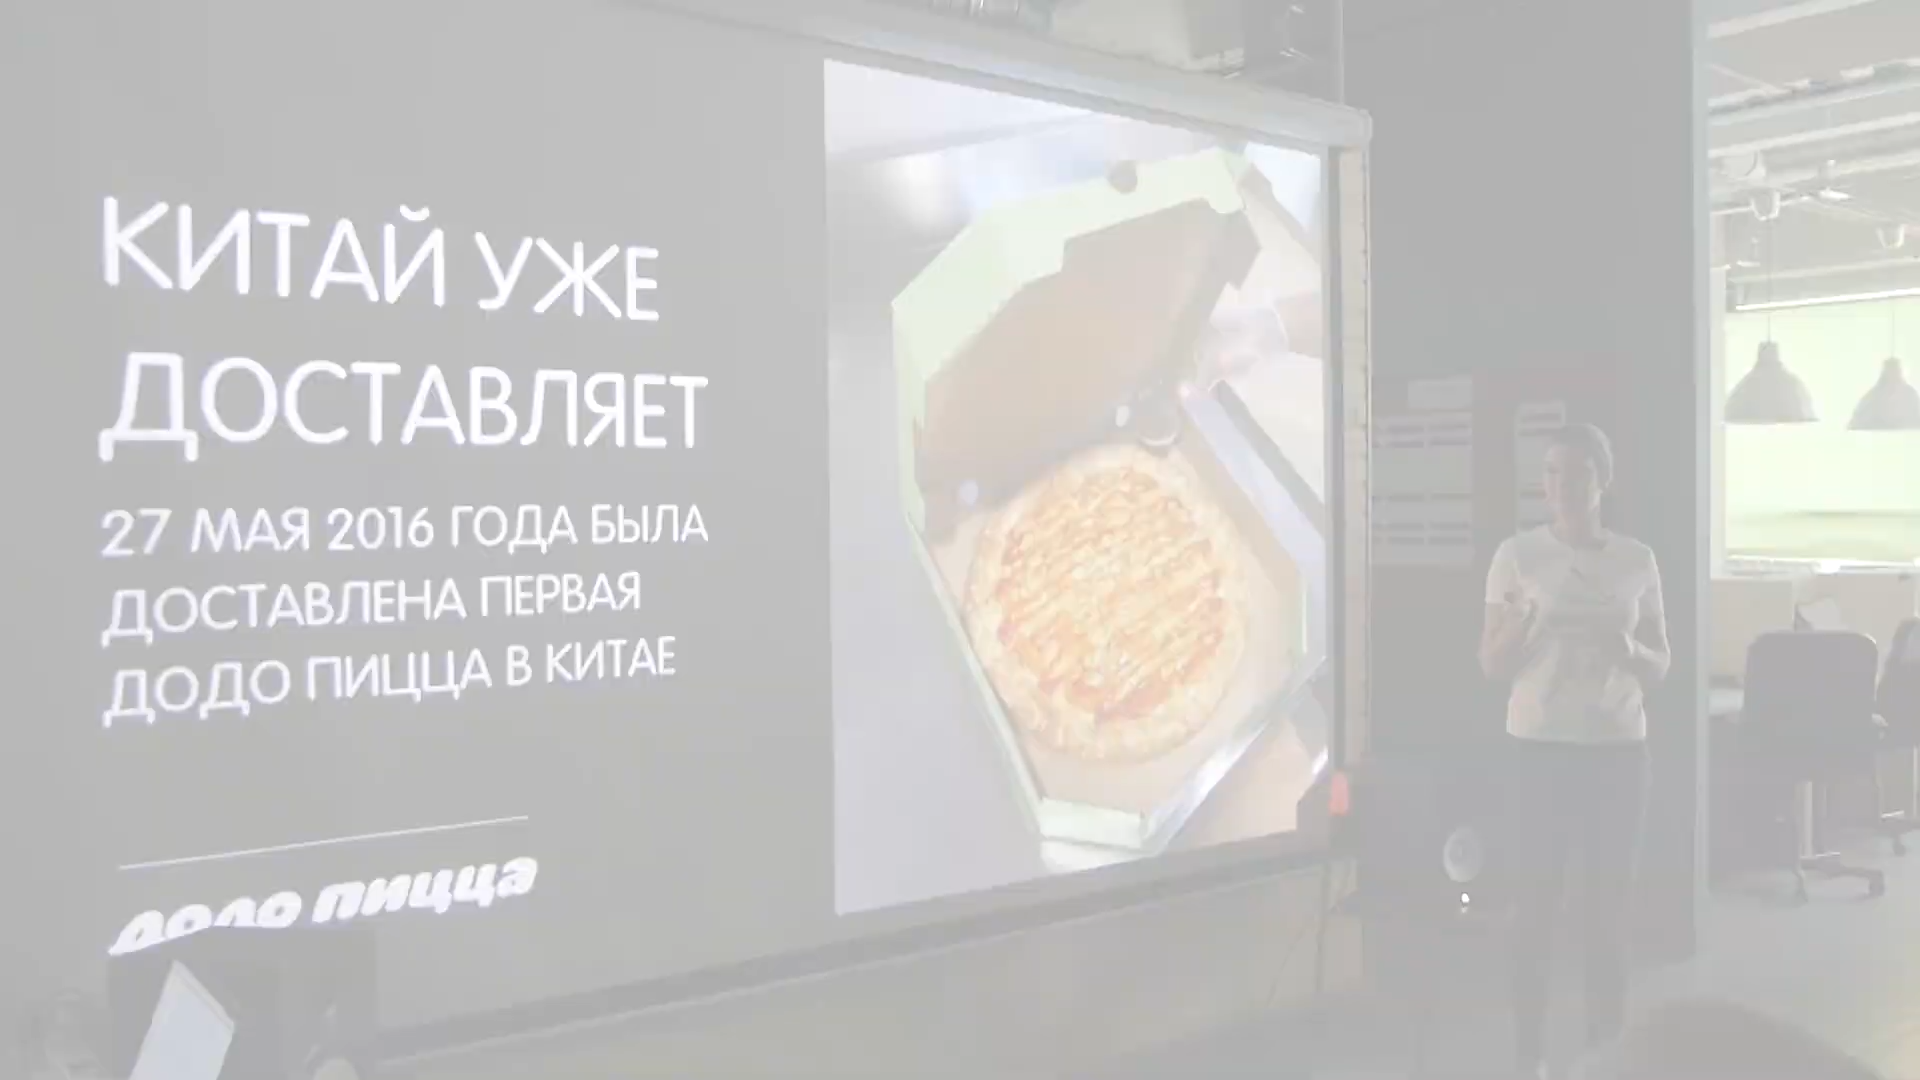 КИТАЙ УЖЕ
ДОСТАВЛЯЕТ
27 МАЯ 2016 ГОДА БЫЛА
ДОСТАВЛЕНА ПЕРВАЯ
ДОДО ПИЦЦА В КИТАЕ
додо пицца